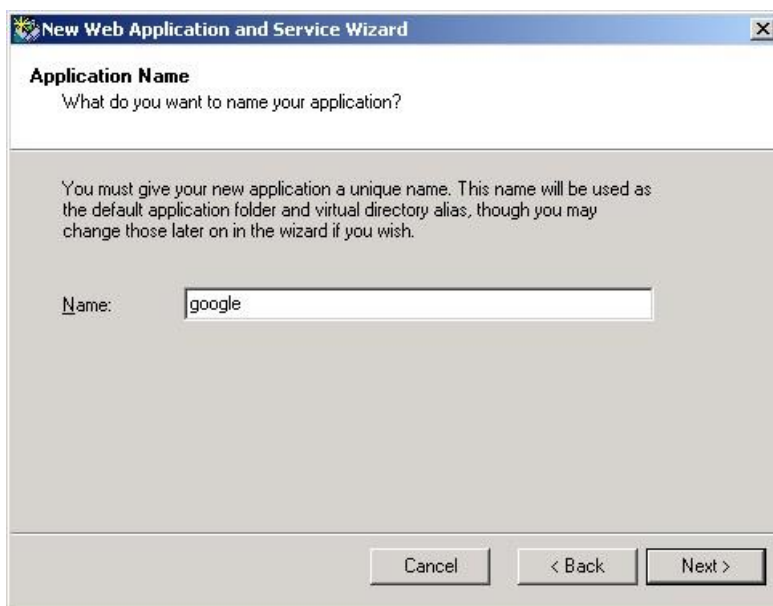 New Web Application and Service Wizard
Application Name
What do you want to name your application?
You must give your new application a unique name. This name will be used as
the default application folder and virtual directory alias, though you may
change those later on in the wizard if you wish.
Name: google
Cancel < Back Next >